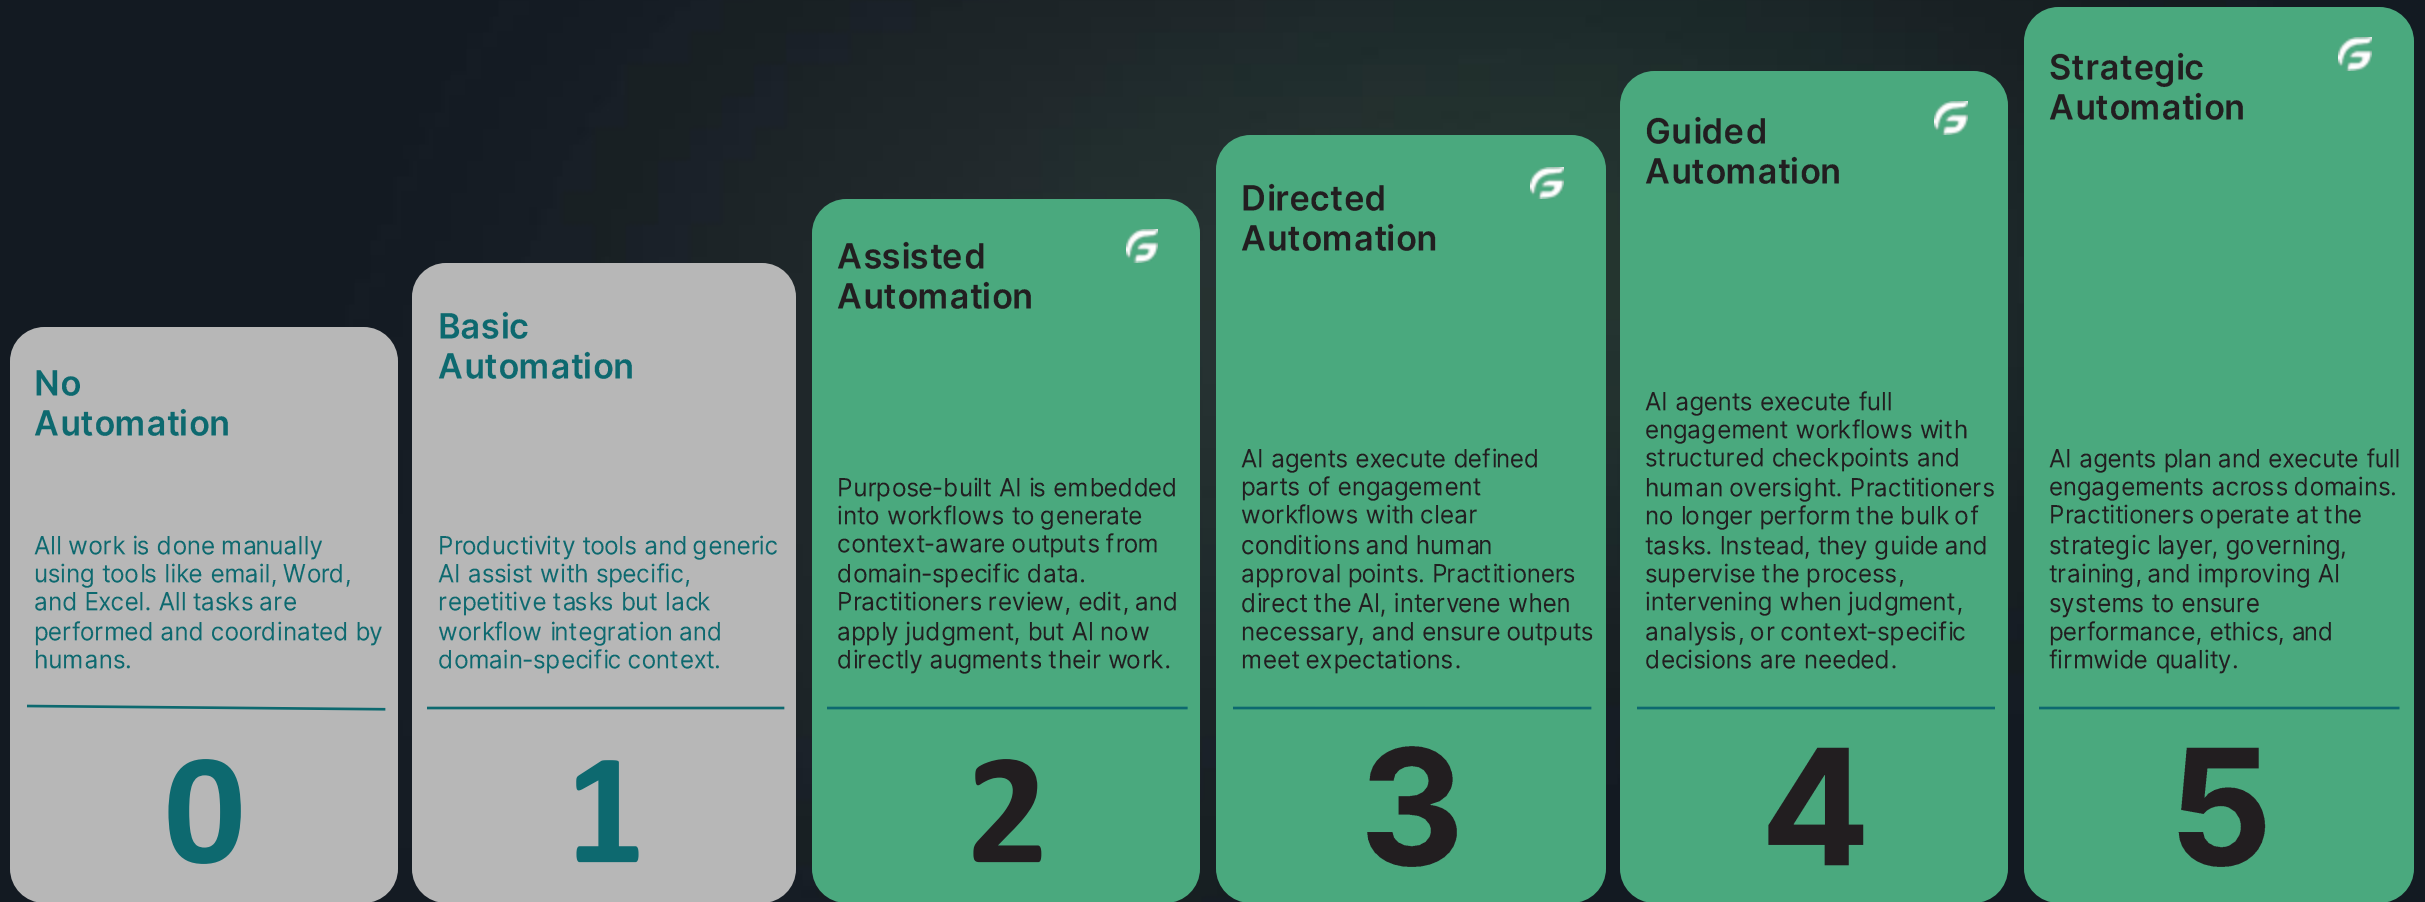 No
Automation
All work is done manually
using tools like email, Word,
and Excel. All tasks are
performed and coordinated by
humans.
0
Basic
Automation
Productivity tools and generic
AI assist with specific,
repetitive tasks but lack
workflow integration and
domain-specific context.
1
Assisted
Automation
Purpose-built AI is embedded
into workflows to generate
context-aware outputs from
domain-specific data.
Practitioners review, edit, and
apply judgment, but AI now
directly augments their work.
2
Directed
Automation
AI agents execute defined
parts of engagement
workflows with clear
conditions and human
approval points. Practitioners
direct the AI, intervene when
necessary, and ensure outputs
meet expectations.
3
Guided
Automation
AI agents execute full
engagement workflows with
structured checkpoints and
human oversight. Practitioners
no longer perform the bulk of
tasks. Instead, they guide and
supervise the process,
intervening when judgment,
analysis, or context-specific
decisions are needed.
4
Strategic
Automation
AI agents plan and execute full
engagements across domains.
Practitioners operate at the
strategic layer, governing,
training, and improving AI
systems to ensure
performance, ethics, and
firmwide quality.
5